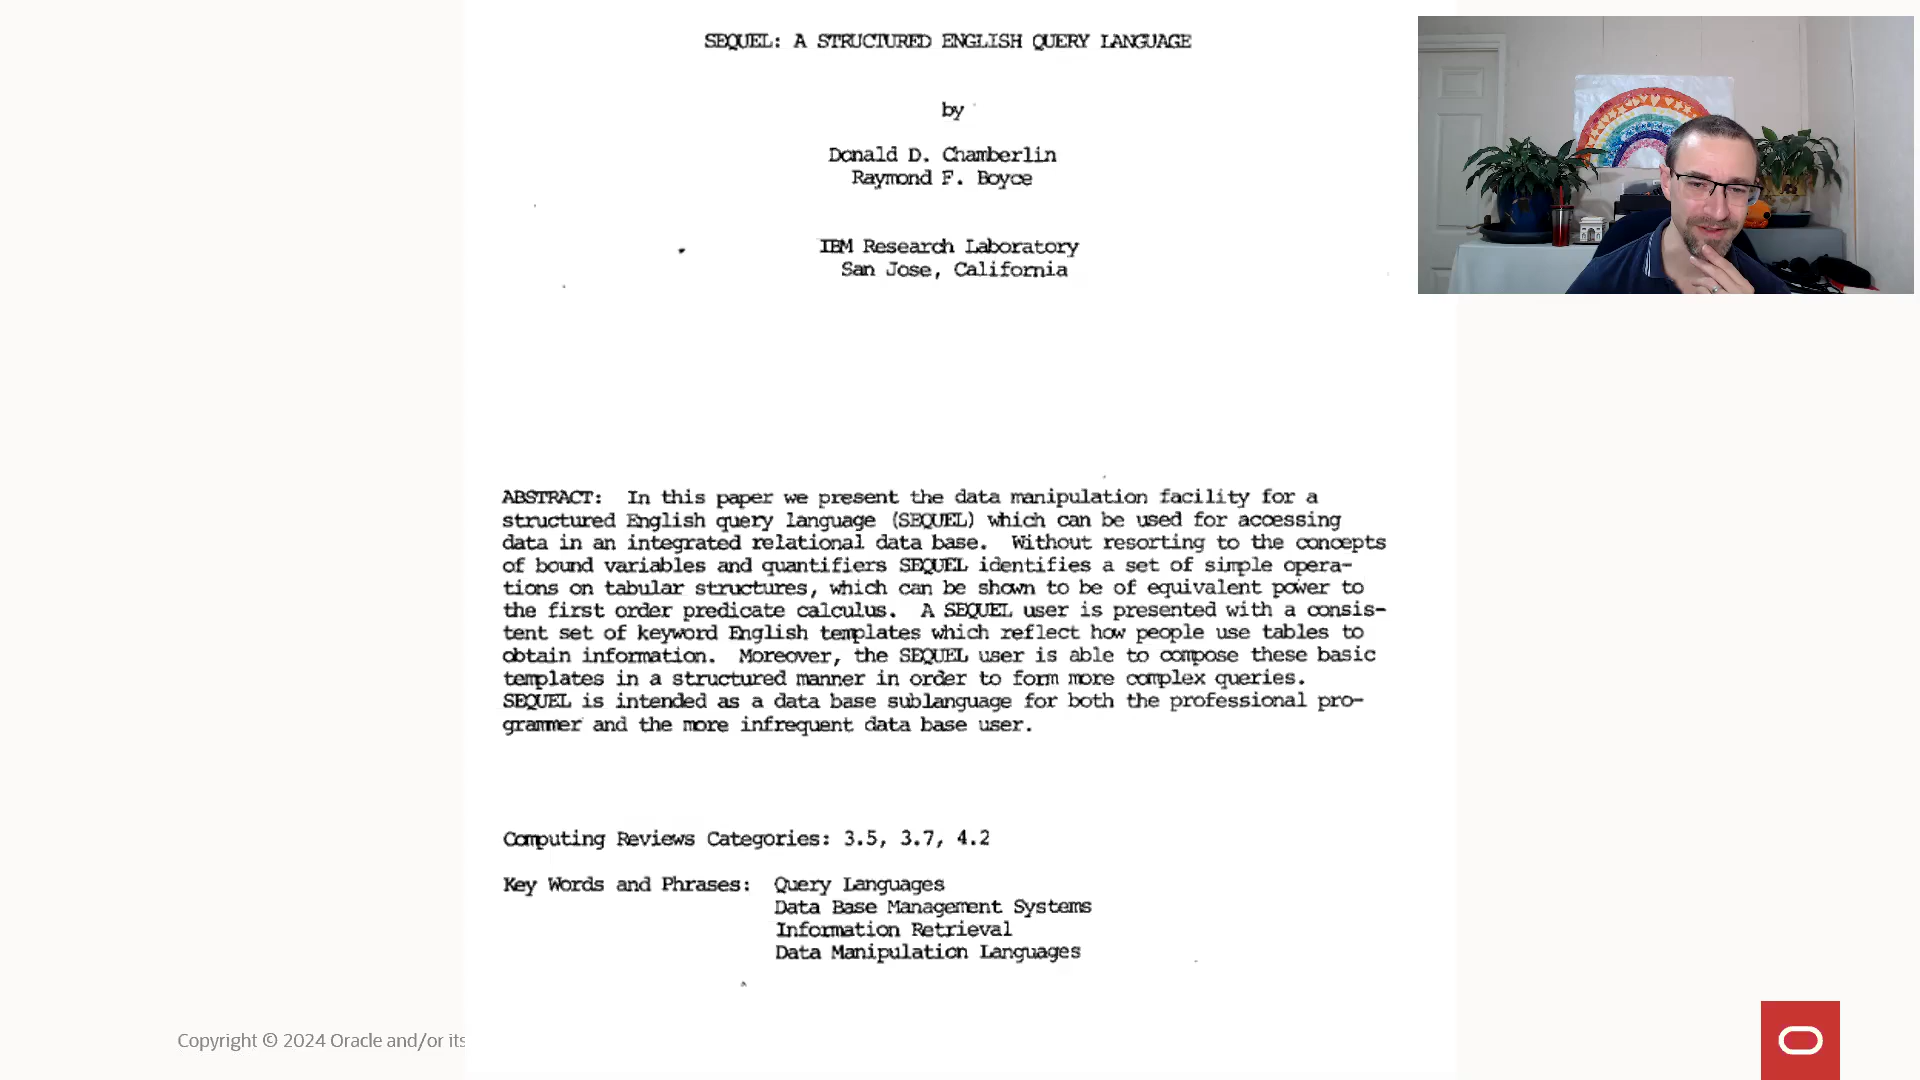 SEQUEL: A STRUCTURED ENGLISH QUERY LANGUAGE
by
Donald D. Chamberlin
Raymond F. Boyce
IBM Research Laboratory
San Jose, California
ABSTRACT: In this paper we present the data manipulation facility for a
structured English query language (SEQUEL) which can be used for accessing
data in an integrated relational data base. Without resorting to the concepts
of bound variables and quantifiers SEQUEL identifies a set of simple opera-
tions on tabular structures, which can be shown to be of equivalent power to
the first order predicate calculus. A SEQUEL user is presented with a consis-
tent set of keyword English templates which reflect how people use tables to
obtain information. Moreover, the SEQUEL user is able to compose these basic
templates in a structured manner in order to form more complex queries.
SEQUEL is intended as a data base sublanguage for both the professional pro-
grammer and the more infrequent data base user.
Computing Reviews Categories: 3.5, 3.7, 4.2
Key Words and Phrases: Query Languages
Data Base Management Systems
Information Retrieval
Data Manipulation Languages
Copyright © 2024 Oracle and/or its